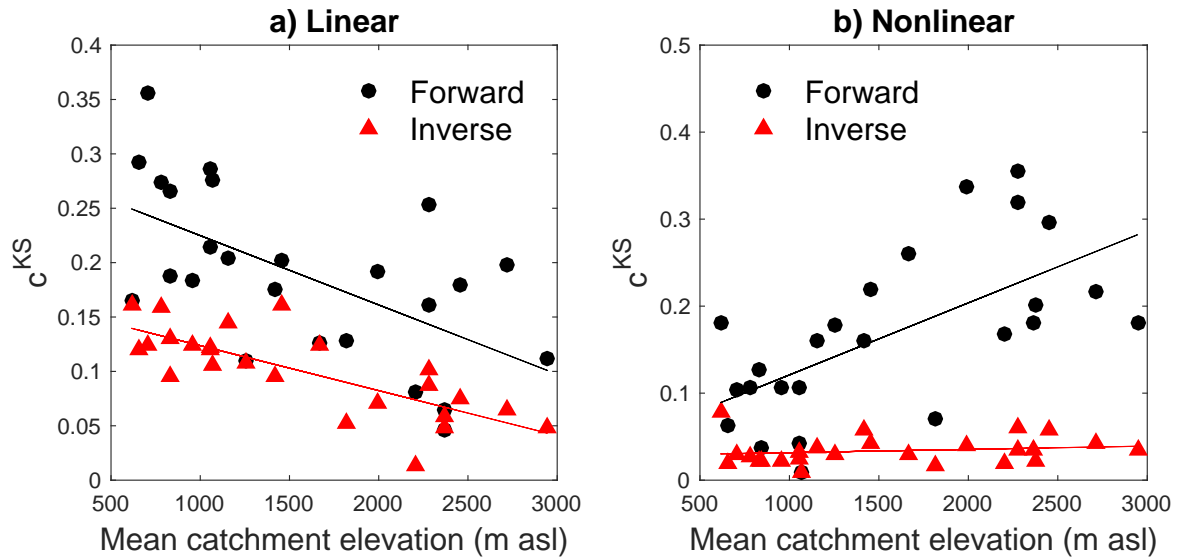 a) Linear
0.4
0.35
0.3
0.25
0.2
0.15
0.1
0.05
0
c^KS
Forward
Inverse
500 1000 1500 2000 2500 3000
Mean catchment elevation (m asl)
b) Nonlinear
0.5
0.4
0.3
0.2
0.1
0
c^KS
Forward
Inverse
500 1000 1500 2000 2500 3000
Mean catchment elevation (m asl)